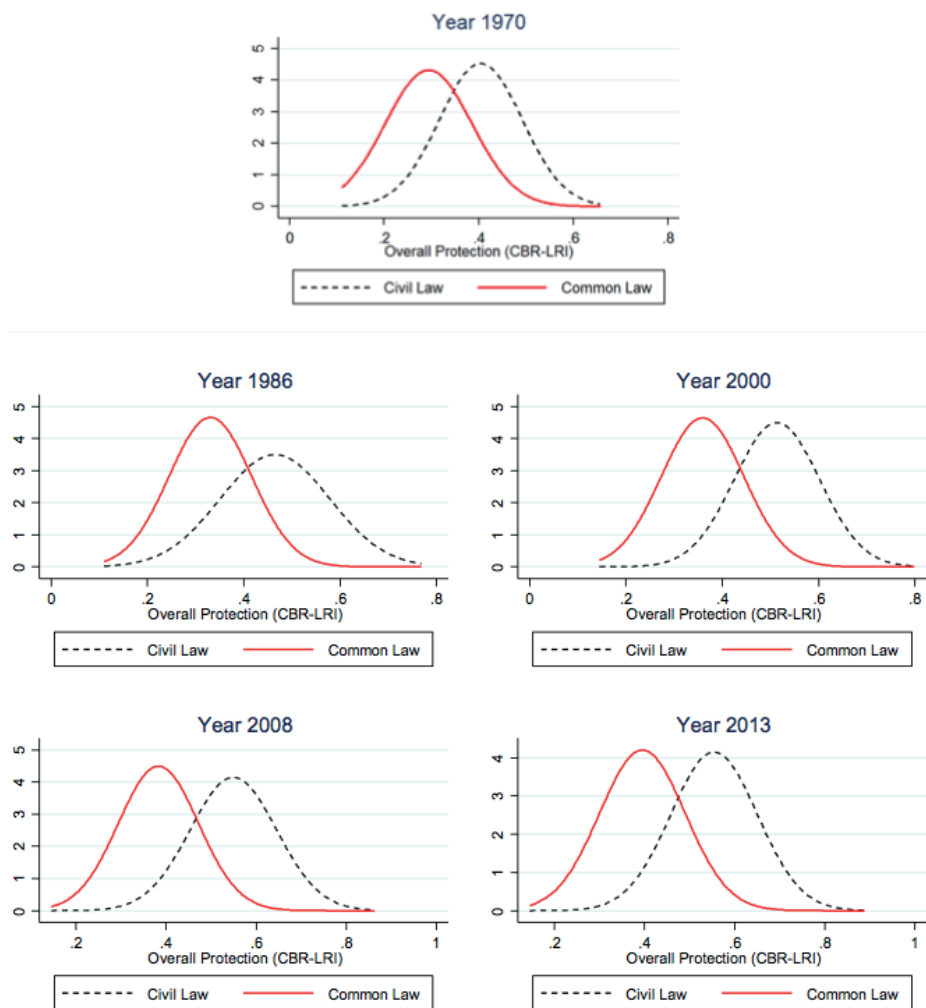 Year 1970
5
4
3
2
1
0
0 .2 .4 .6 .8
Overall Protection (CBR-LRI)
Civil Law Common Law
Year 1986
5
4
3
2
1
0
0 .2 .4 .6 .8
Overall Protection (CBR-LRI)
Civil Law Common Law
Year 2000
5
4
3
2
1
0
0 .2 .4 .6 .8
Overall Protection (CBR-LRI)
Civil Law Common Law
Year 2008
5
4
3
2
1
0
.2 .4 .6 .8 1
Overall Protection (CBR-LRI)
Civil Law Common Law
Year 2013
4
3
2
1
0
.2 .4 .6 .8 1
Overall Protection (CBR-LRI)
Civil Law Common Law